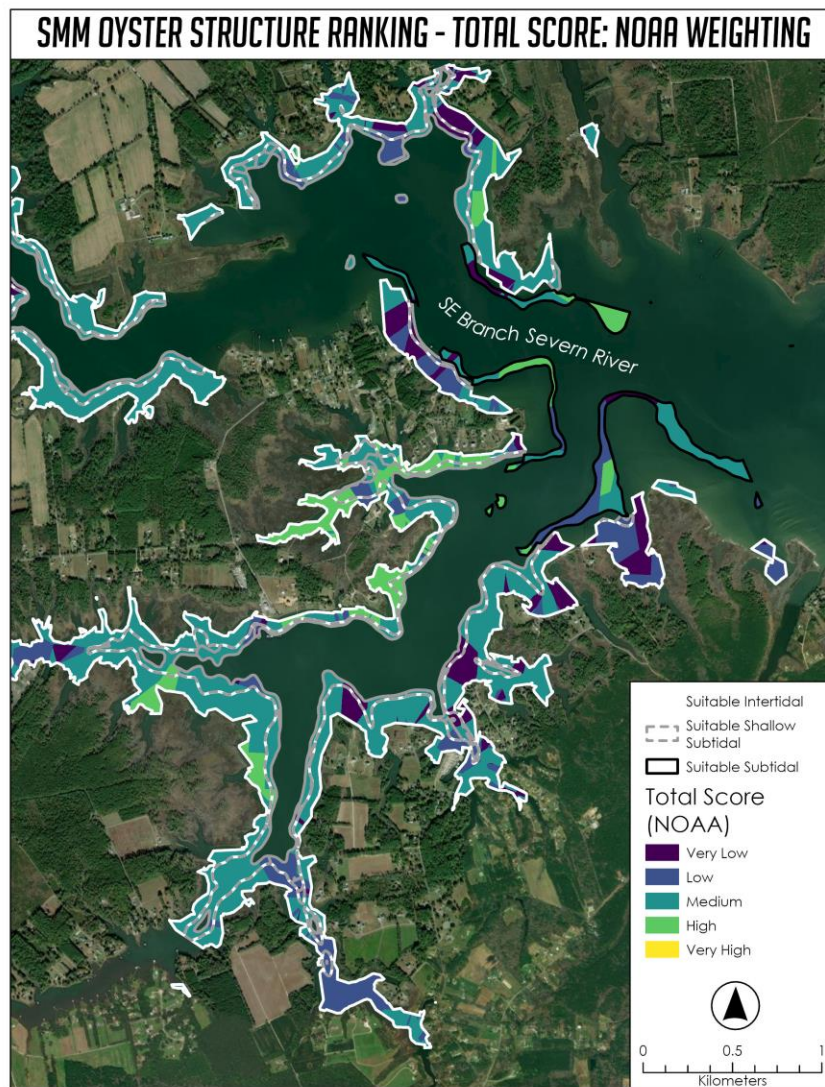 SMM OYSTER STRUCTURE RANKING - TOTAL SCORE: NOAA WEIGHTING
SE Branch Severn River
Suitable Intertidal
Suitable Shallow
Subtidal
Suitable Subtidal
Total Score
(NOAA)
Very Low
Low
Medium
High
Very High
0 0.5 1
Kilometers